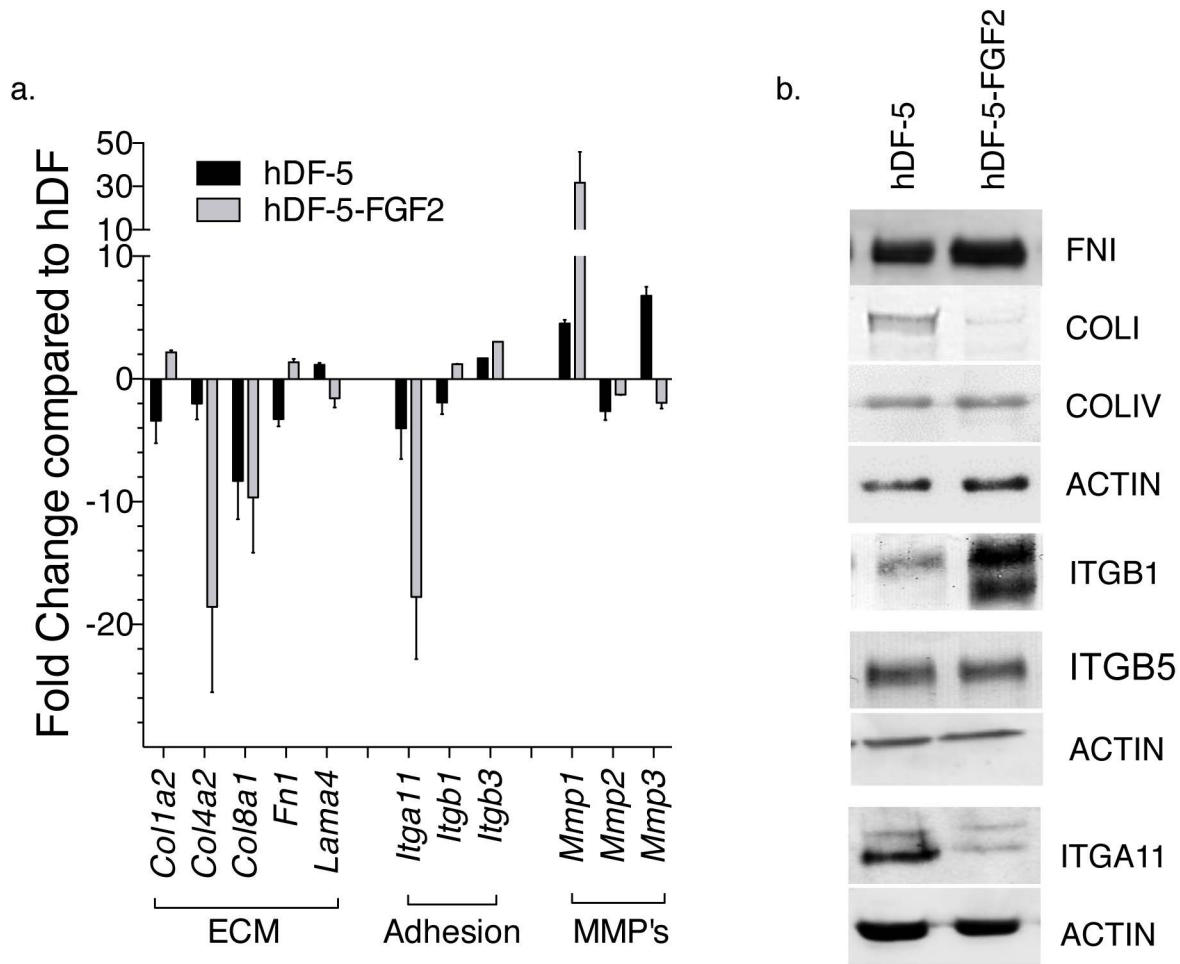 a.
Fold Change compared to hDF
50
30
10
10
0
-10
-20
hDF-5
hDF-5-FGF2
Col1a2
Col4a2
Col8a1
Fn1
Lama4
Itga11
Itgb1
Itgb3
Mmp1
Mmp2
Mmp3
ECM
Adhesion
MMP's
b.
hDF-5
hDF-5-FGF2
FNI
COLI
COLIV
ACTIN
ITGB1
ITGB5
ACTIN
ITGA11
ACTIN